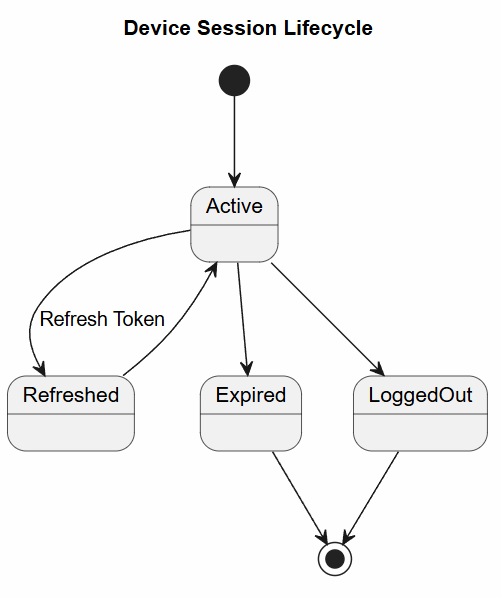 Device Session Lifecycle
Active
Refresh Token
Refreshed
Expired
LoggedOut